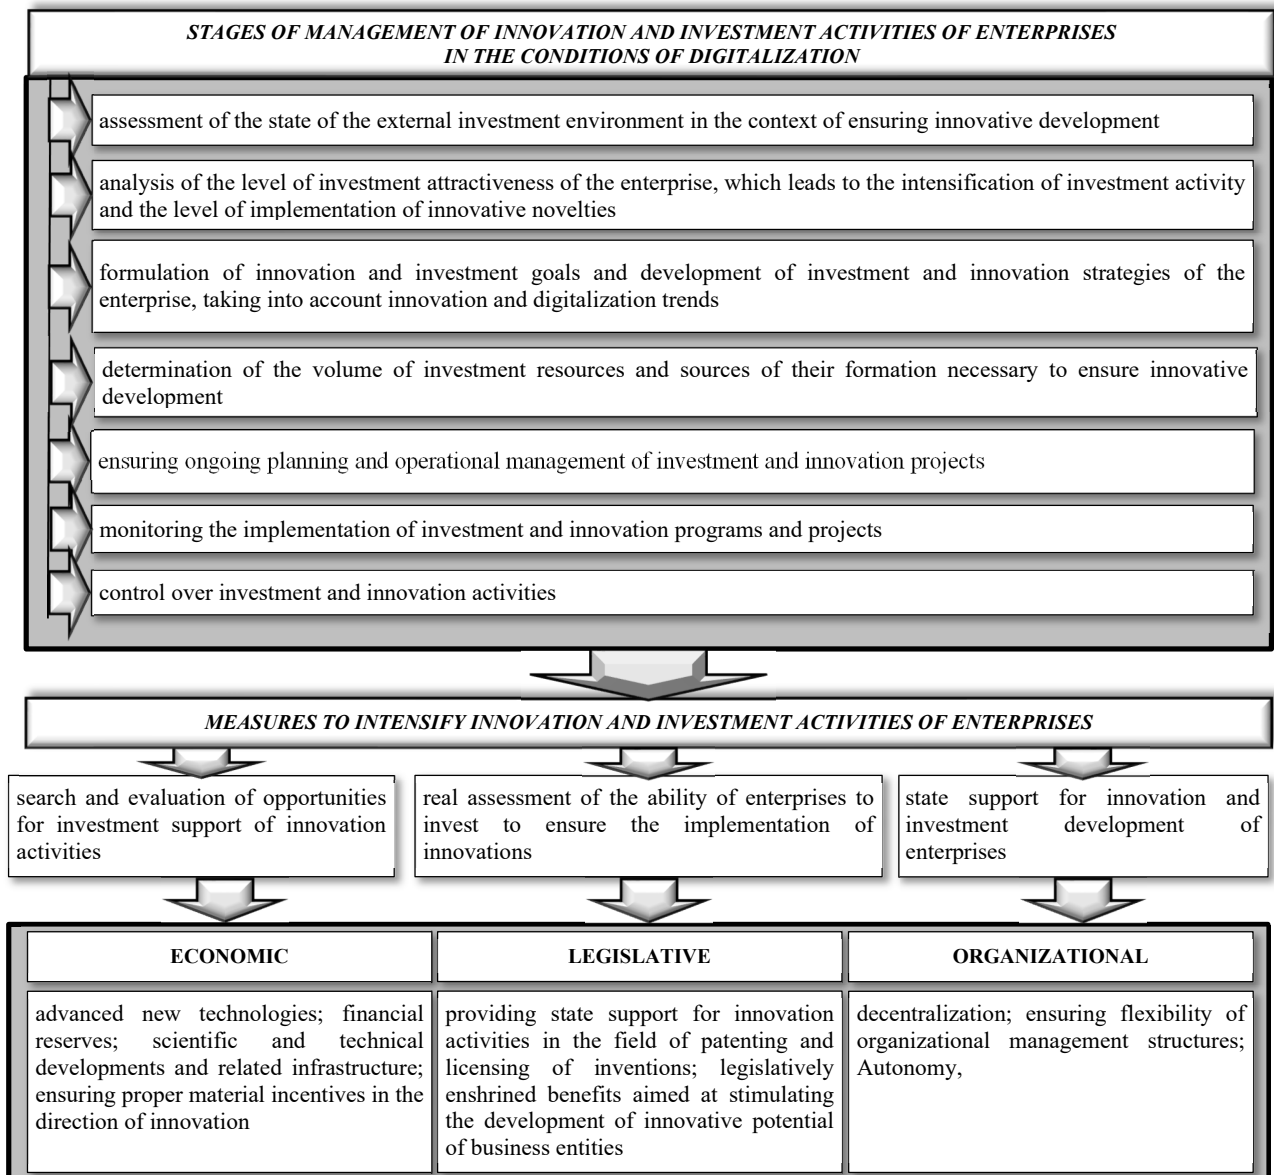 STAGES OF MANAGEMENT OF INNOVATION AND INVESTMENT ACTIVITIES OF ENTERPRISES
IN THE CONDITIONS OF DIGITALIZATION
assessment of the state of the external investment environment in the context of ensuring innovative development
analysis of the level of investment attractiveness of the enterprise, which leads to the intensification of investment activity
and the level of implementation of innovative novelties
formulation of innovation and investment goals and development of investment and innovation strategies of the
enterprise, taking into account innovation and digitalization trends
determination of the volume of investment resources and sources of their formation necessary to ensure innovative
development
ensuring ongoing planning and operational management of investment and innovation projects
monitoring the implementation of investment and innovation programs and projects
control over investment and innovation activities
MEASURES TO INTENSIFY INNOVATION AND INVESTMENT ACTIVITIES OF ENTERPRISES
search and evaluation of opportunities
for investment support of innovation
activities
real assessment of the ability of enterprises to
invest to ensure the implementation of
innovations
state support for innovation and
investment development of
enterprises
ECONOMIC
advanced new technologies; financial
reserves; scientific and technical
developments and related infrastructure;
ensuring proper material incentives in the
direction of innovation
LEGISLATIVE
providing state support for innovation
activities in the field of patenting and
licensing of inventions; legislatively
enshrined benefits aimed at stimulating
the development of innovative potential
of business entities
ORGANIZATIONAL
decentralization; ensuring flexibility of
organizational management structures;
Autonomy,